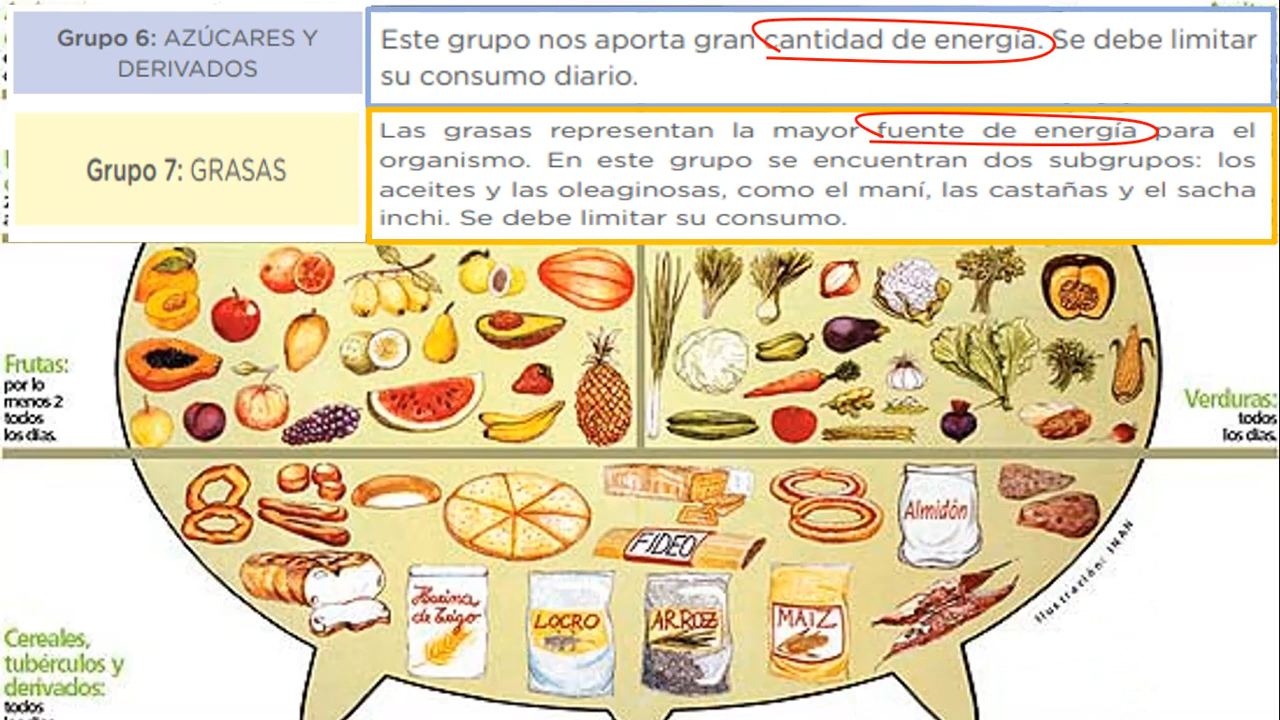 Grupo 6: AZÚCARES Y
DERIVADOS
Este grupo nos aporta gran cantidad de energía. Se debe limitar
su consumo diario.
Grupo 7: GRASAS
Las grasas representan la mayor fuente de energía para el
organismo. En este grupo se encuentran dos subgrupos: los
aceites y las oleaginosas, como el maní, las castañas y el sacha
inchi. Se debe limitar su consumo.
Frutas:
por lo
menos 2
todos
los días.
Verduras:
todos
los días.
Almidón
FIDEO
Harina
de Trigo
LOCRO
ARROZ
MAIZ
Ilustración: INAN
Cereales,
tubérculos y
derivados:
todos